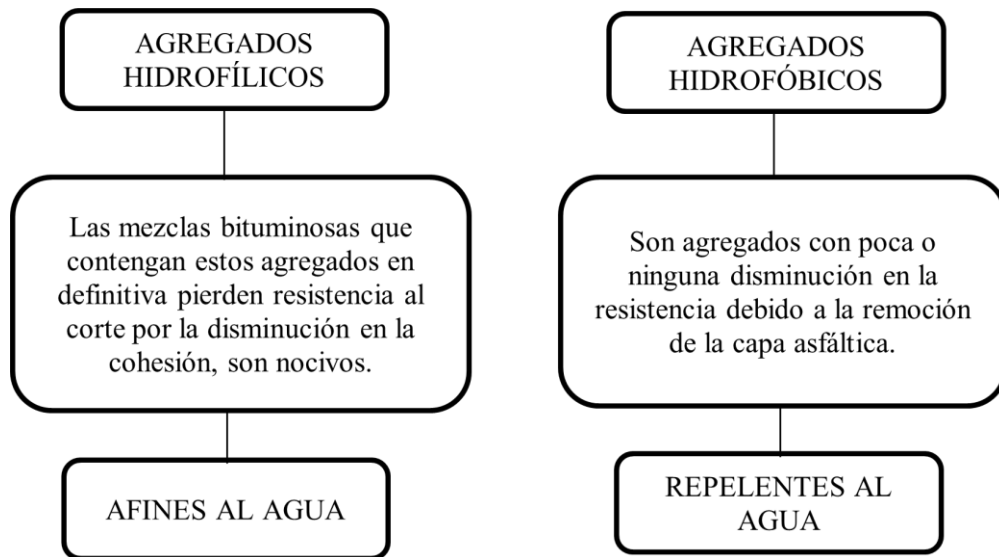 AGREGADOS
HIDROFÍLICOS
Las mezclas bituminosas que
contengan estos agregados en
definitiva pierden resistencia al
corte por la disminución en la
cohesión, son nocivos.
AFINES AL AGUA
AGREGADOS
HIDROFÓBICOS
Son agregados con poca o
ninguna disminución en la
resistencia debido a la remoción
de la capa asfáltica.
REPELENTES AL
AGUA